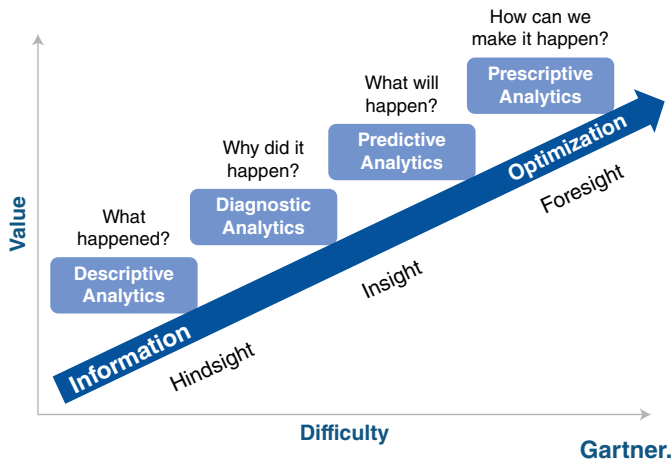 How can we
make it happen?
Prescriptive
Analytics
What will
happen?
Predictive
Analytics
Why did it
happen?
Diagnostic
Analytics
What
happened?
Descriptive
Analytics
Value
Information
Optimization
Hindsight
Insight
Foresight
Difficulty
Gartner.